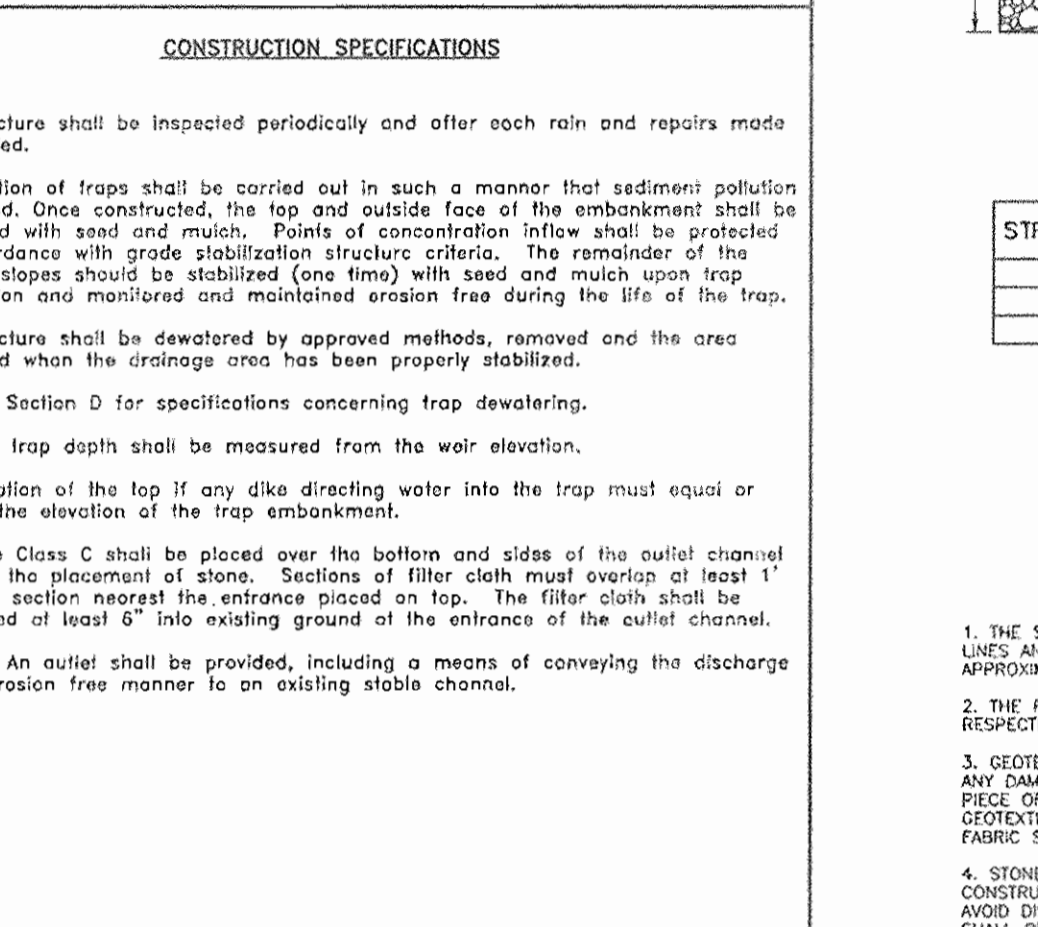 CONSTRUCTION SPECIFICATIONS
cture shall be inspected periodically and after each rain and repairs made
ed.
tion of traps shall be carried out in such a mannor that sediment pollution
d. Once constructed, the top and outside face of the embankment shall be
d with seed and mulch. Points of concontration inflow shall be protected
rdance with grade stabilization structure criteria. The remainder of the
slopes should be stabilized (one time) with seed and mulch upon trap
on and monitored and maintained erosion free during the life of the trap.
cture shall be dewatered by approved methods, removed and the area
d when the drainage area has been properly stabilized.
Section D for specifications concerning trap dewatering.
trap depth shall be measured from the weir elevation.
ation of the top if any dike directing water into the trap must equal or
the elevation of the trap embankment.
e Class C shall be placed over the bottom and sides of the outlet channel
the placement of stone. Sections of filter cloth must overlap at least 1'
section nearest the entrance placed on top. The filter cloth shall be
ed at least 6" into existing ground at the entrance of the outlet channel.
An outlet shall be provided, including a means of conveying the discharge
rosion free manner to an existing stable channel.
STR
1. THE S
LINES AN
APPROXIM
2. THE R
RESPECTI
3. GEOTE
ANY DAM
PIECE OF
GEOTEXTI
FABRIC S
4. STONE
CONSTRU
AVOID DI